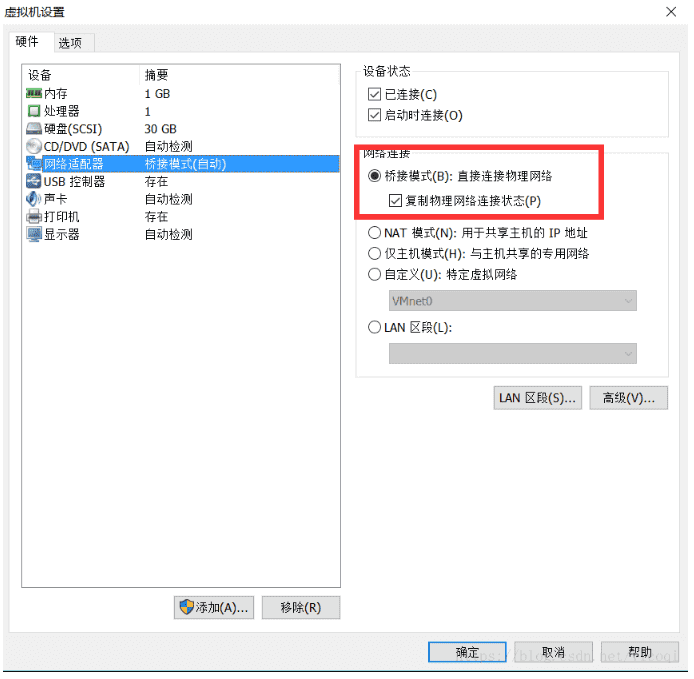 虚拟机设置
硬件 选项
设备 摘要
内存 1 GB
处理器 1
硬盘(SCSI) 30 GB
CD/DVD (SATA) 自动检测
网络适配器 桥接模式(自动)
USB 控制器 存在
声卡 自动检测
打印机 存在
显示器 自动检测
添加(A)... 移除(R)
设备状态
已连接(C)
启动时连接(O)
网络连接
桥接模式(B): 直接连接物理网络
复制物理网络连接状态(P)
NAT 模式(N): 用于共享主机的 IP 地址
仅主机模式(H): 与主机共享的专用网络
自定义(U): 特定虚拟网络
VMnet0
LAN 区段(L):
LAN 区段(S)... 高级(V)...
确定 取消 帮助